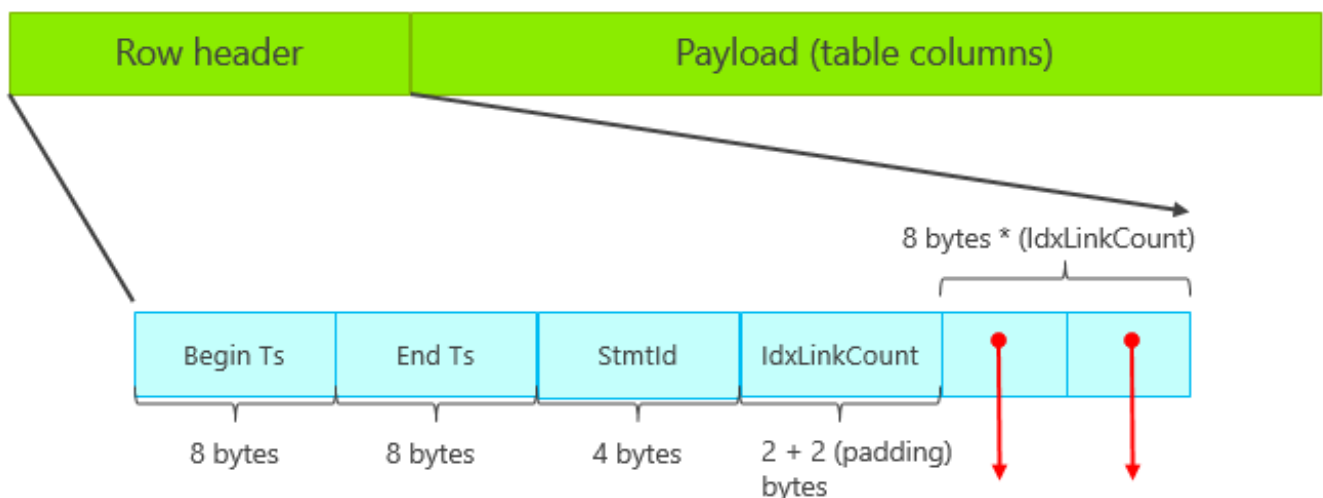 Row header
Payload (table columns)
8 bytes * (IdxLinkCount)
Begin Ts
End Ts
StmtId
IdxLinkCount
8 bytes
8 bytes
4 bytes
2 + 2 (padding)
bytes